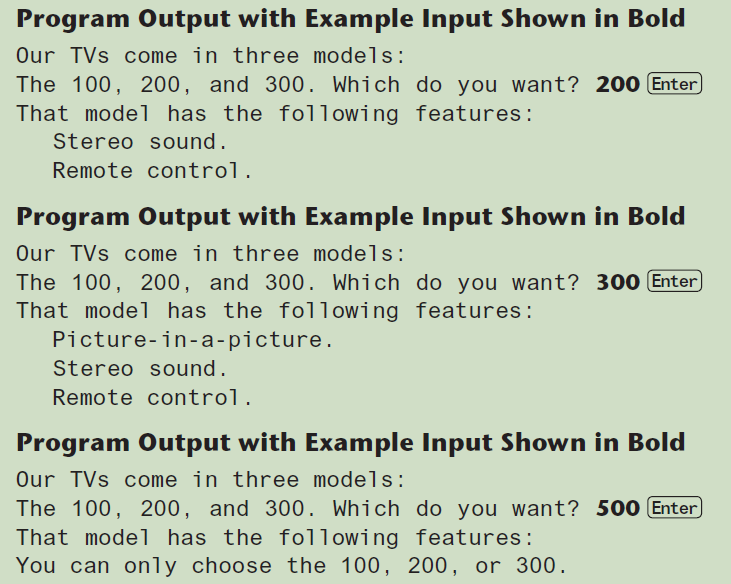 Program Output with Example Input Shown in Bold
Our TVs come in three models:
The 100, 200, and 300. Which do you want? 200 Enter
That model has the following features:
Stereo sound.
Remote control.
Program Output with Example Input Shown in Bold
Our TVs come in three models:
The 100, 200, and 300. Which do you want? 300 Enter
That model has the following features:
Picture-in-a-picture.
Stereo sound.
Remote control.
Program Output with Example Input Shown in Bold
Our TVs come in three models:
The 100, 200, and 300. Which do you want? 500 Enter
That model has the following features:
You can only choose the 100, 200, or 300.